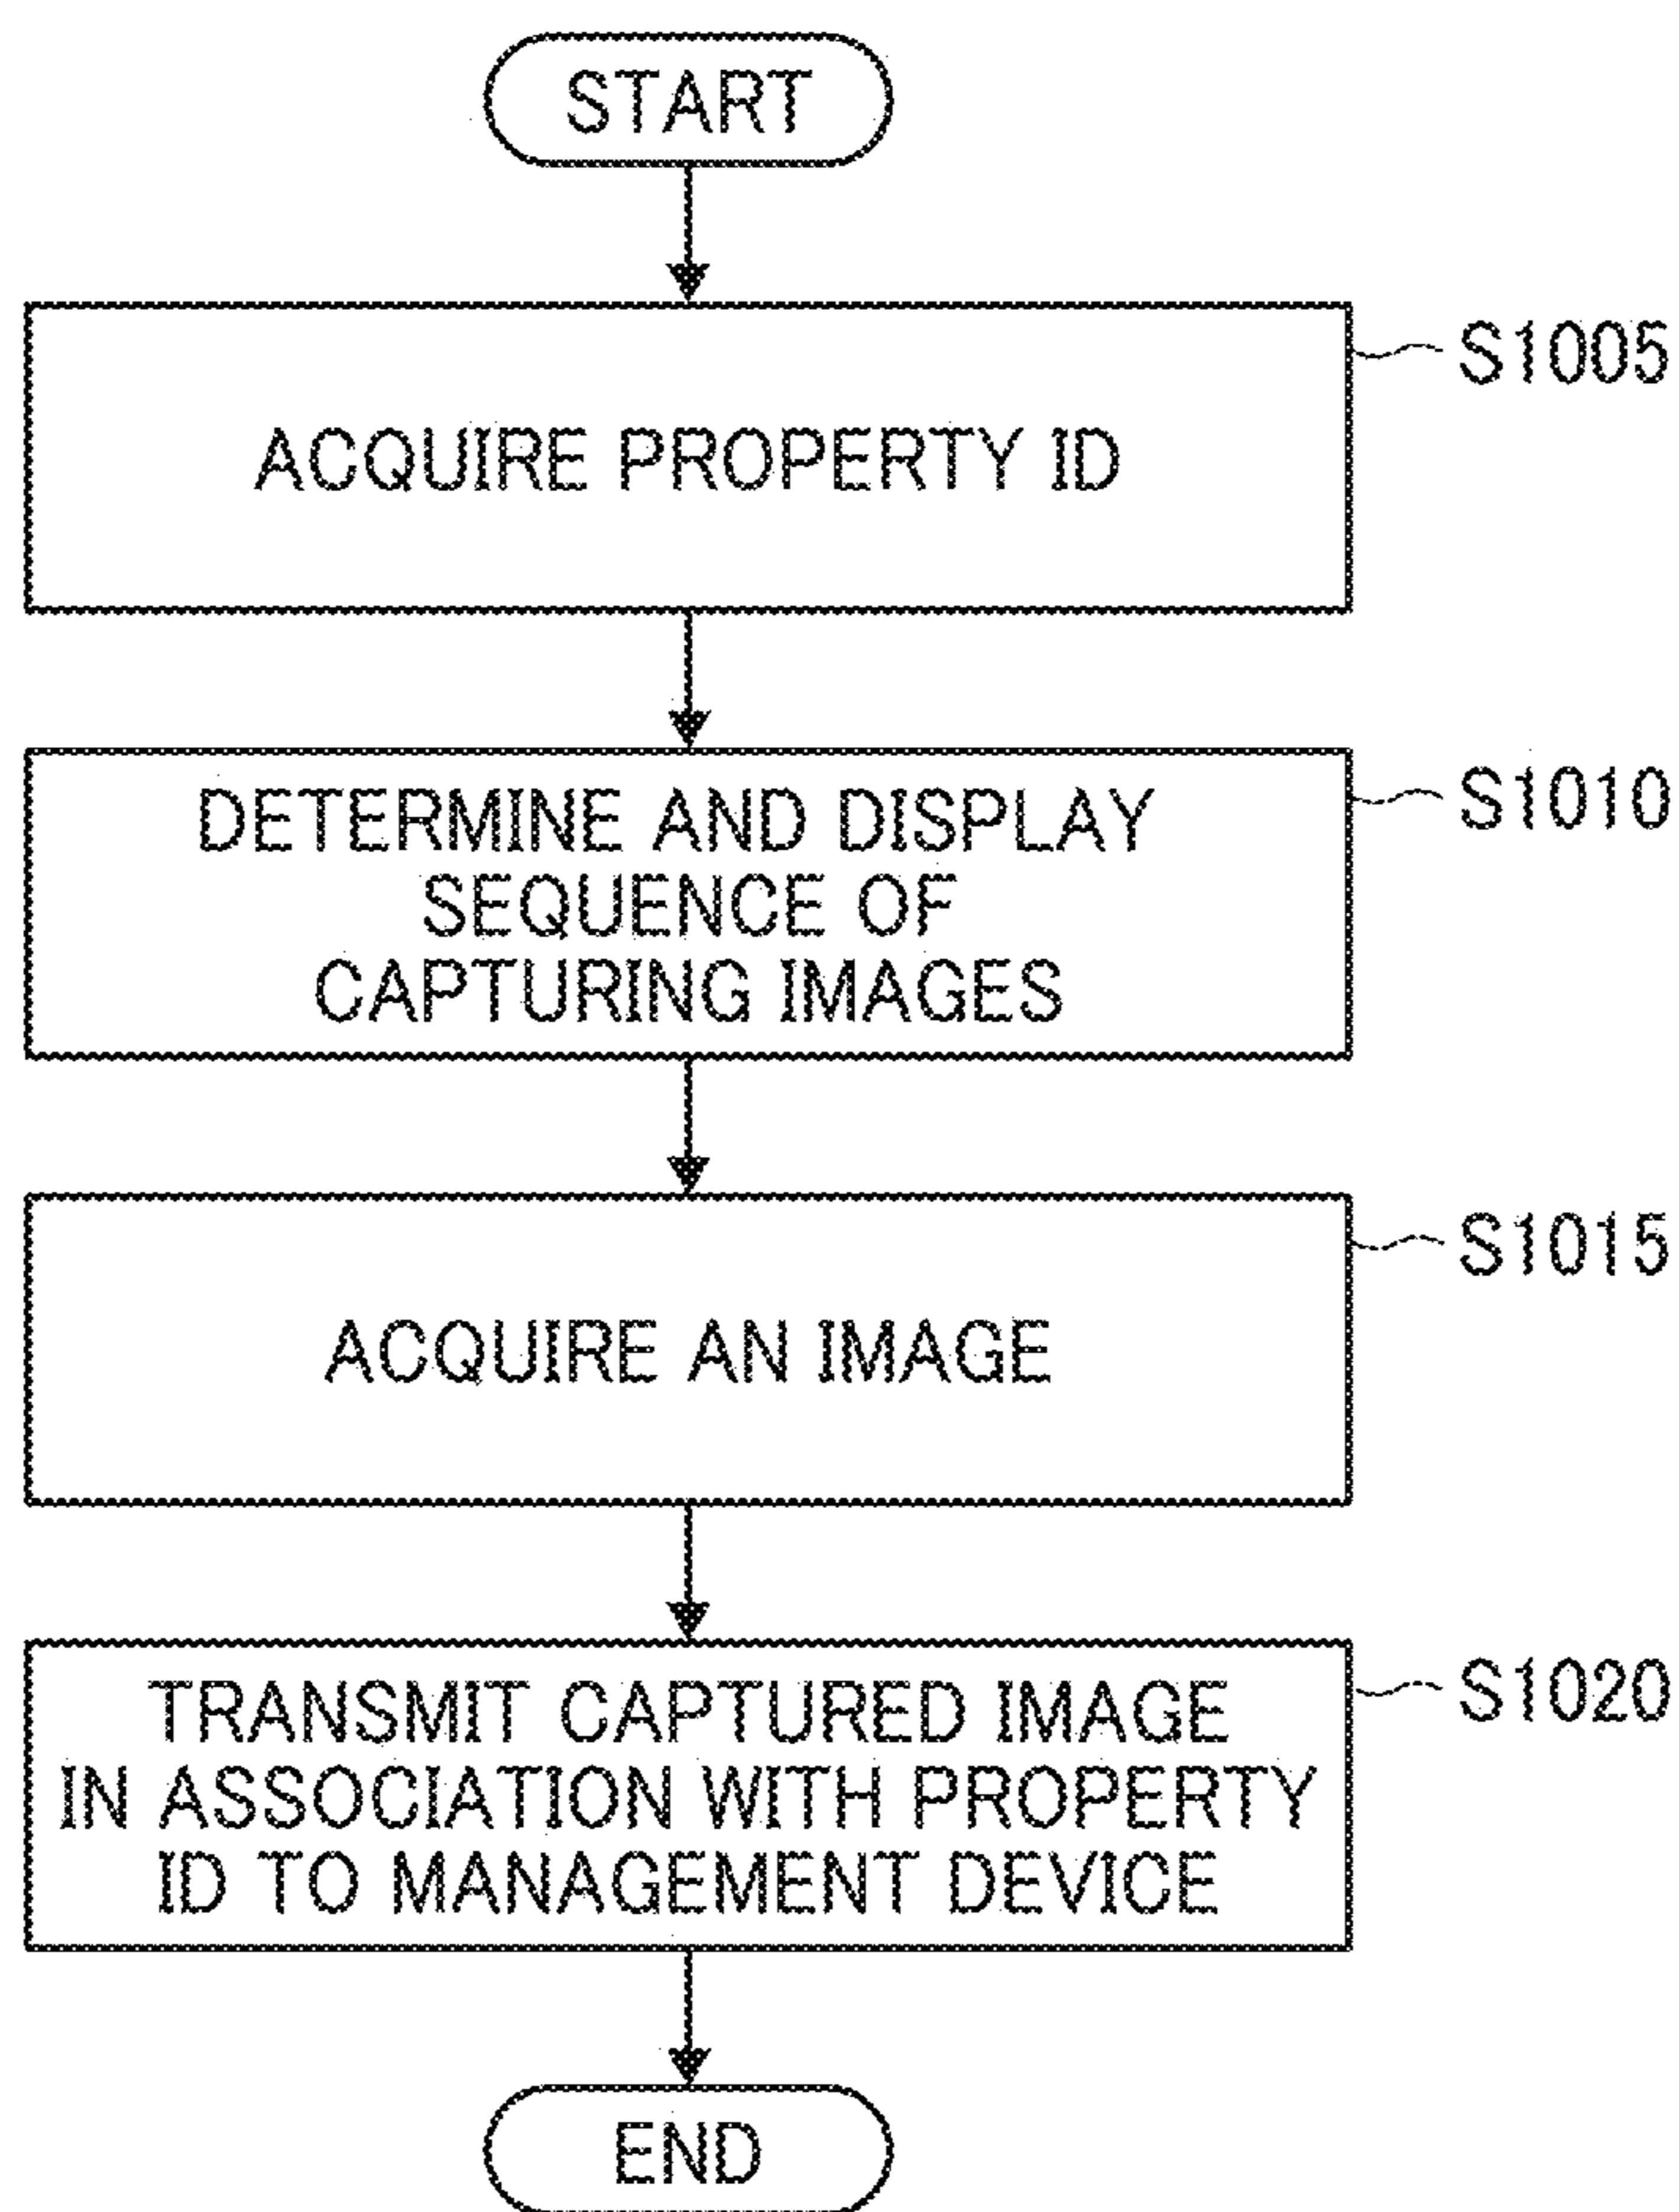 START
S1005
ACQUIRE PROPERTY ID
S1010
DETERMINE AND DISPLAY
SEQUENCE OF
CAPTURING IMAGES
S1015
ACQUIRE AN IMAGE
S1020
TRANSMIT CAPTURED IMAGE
IN ASSOCIATION WITH PROPERTY
ID TO MANAGEMENT DEVICE
END